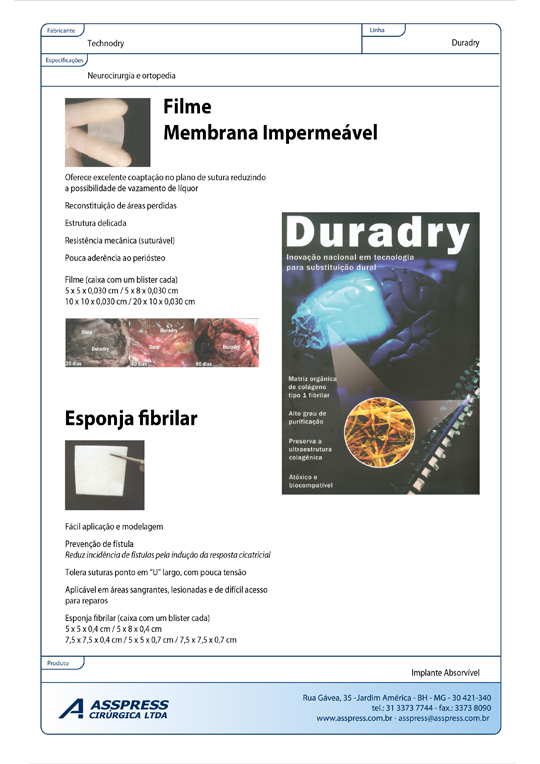 Fabricante
Technodry
Linha
Duradry
Especificações
Neurocirurgia e ortopedia
Filme
Membrana Impermeável
Oferece excelente coaptação no plano de sutura reduzindo
a possibilidade de vazamento de líquor
Reconstituição de áreas perdidas
Estrutura delicada
Resistência mecânica (suturável)
Pouca aderência ao periósteo
Filme (caixa com um blister cada)
5 x 5 x 0,030 cm / 5 x 8 x 0,030 cm
10 x 10 x 0,030 cm / 20 x 10 x 0,030 cm
Dura
Duradry
20 dias
Duradry
Dura
40 dias
Duradry
90 dias
Duradry
Inovação nacional em tecnologia
para substituição dural
Matriz orgânica
de colágeno
tipo 1 fibrilar
Alto grau de
purificação
Preserva a
ultraestrutura
colagênica
Atóxico e
biocompatível
Esponja fibrilar
Fácil aplicação e modelagem
Prevenção de fístula
Reduz incidência de fístulas pela indução da resposta cicatricial
Tolera suturas ponto em "U" largo, com pouca tensão
Aplicável em áreas sangrantes, lesionadas e de difícil acesso
para reparos
Esponja fibrilar (caixa com um blister cada)
5 x 5 x 0,4 cm / 5 x 8 x 0,4 cm
7,5 x 7,5 x 0,4 cm / 5 x 5 x 0,7 cm / 7,5 x 7,5 x 0,7 cm
Produto
Implante Absorvível
ASSPRESS
CIRÚRGICA LTDA
Rua Gávea, 35 -Jardim América - BH - MG - 30 421-340
tel.: 31 3373 7744 - fax.: 3373 8090
www.asspress.com.br - asspress@asspress.com.br